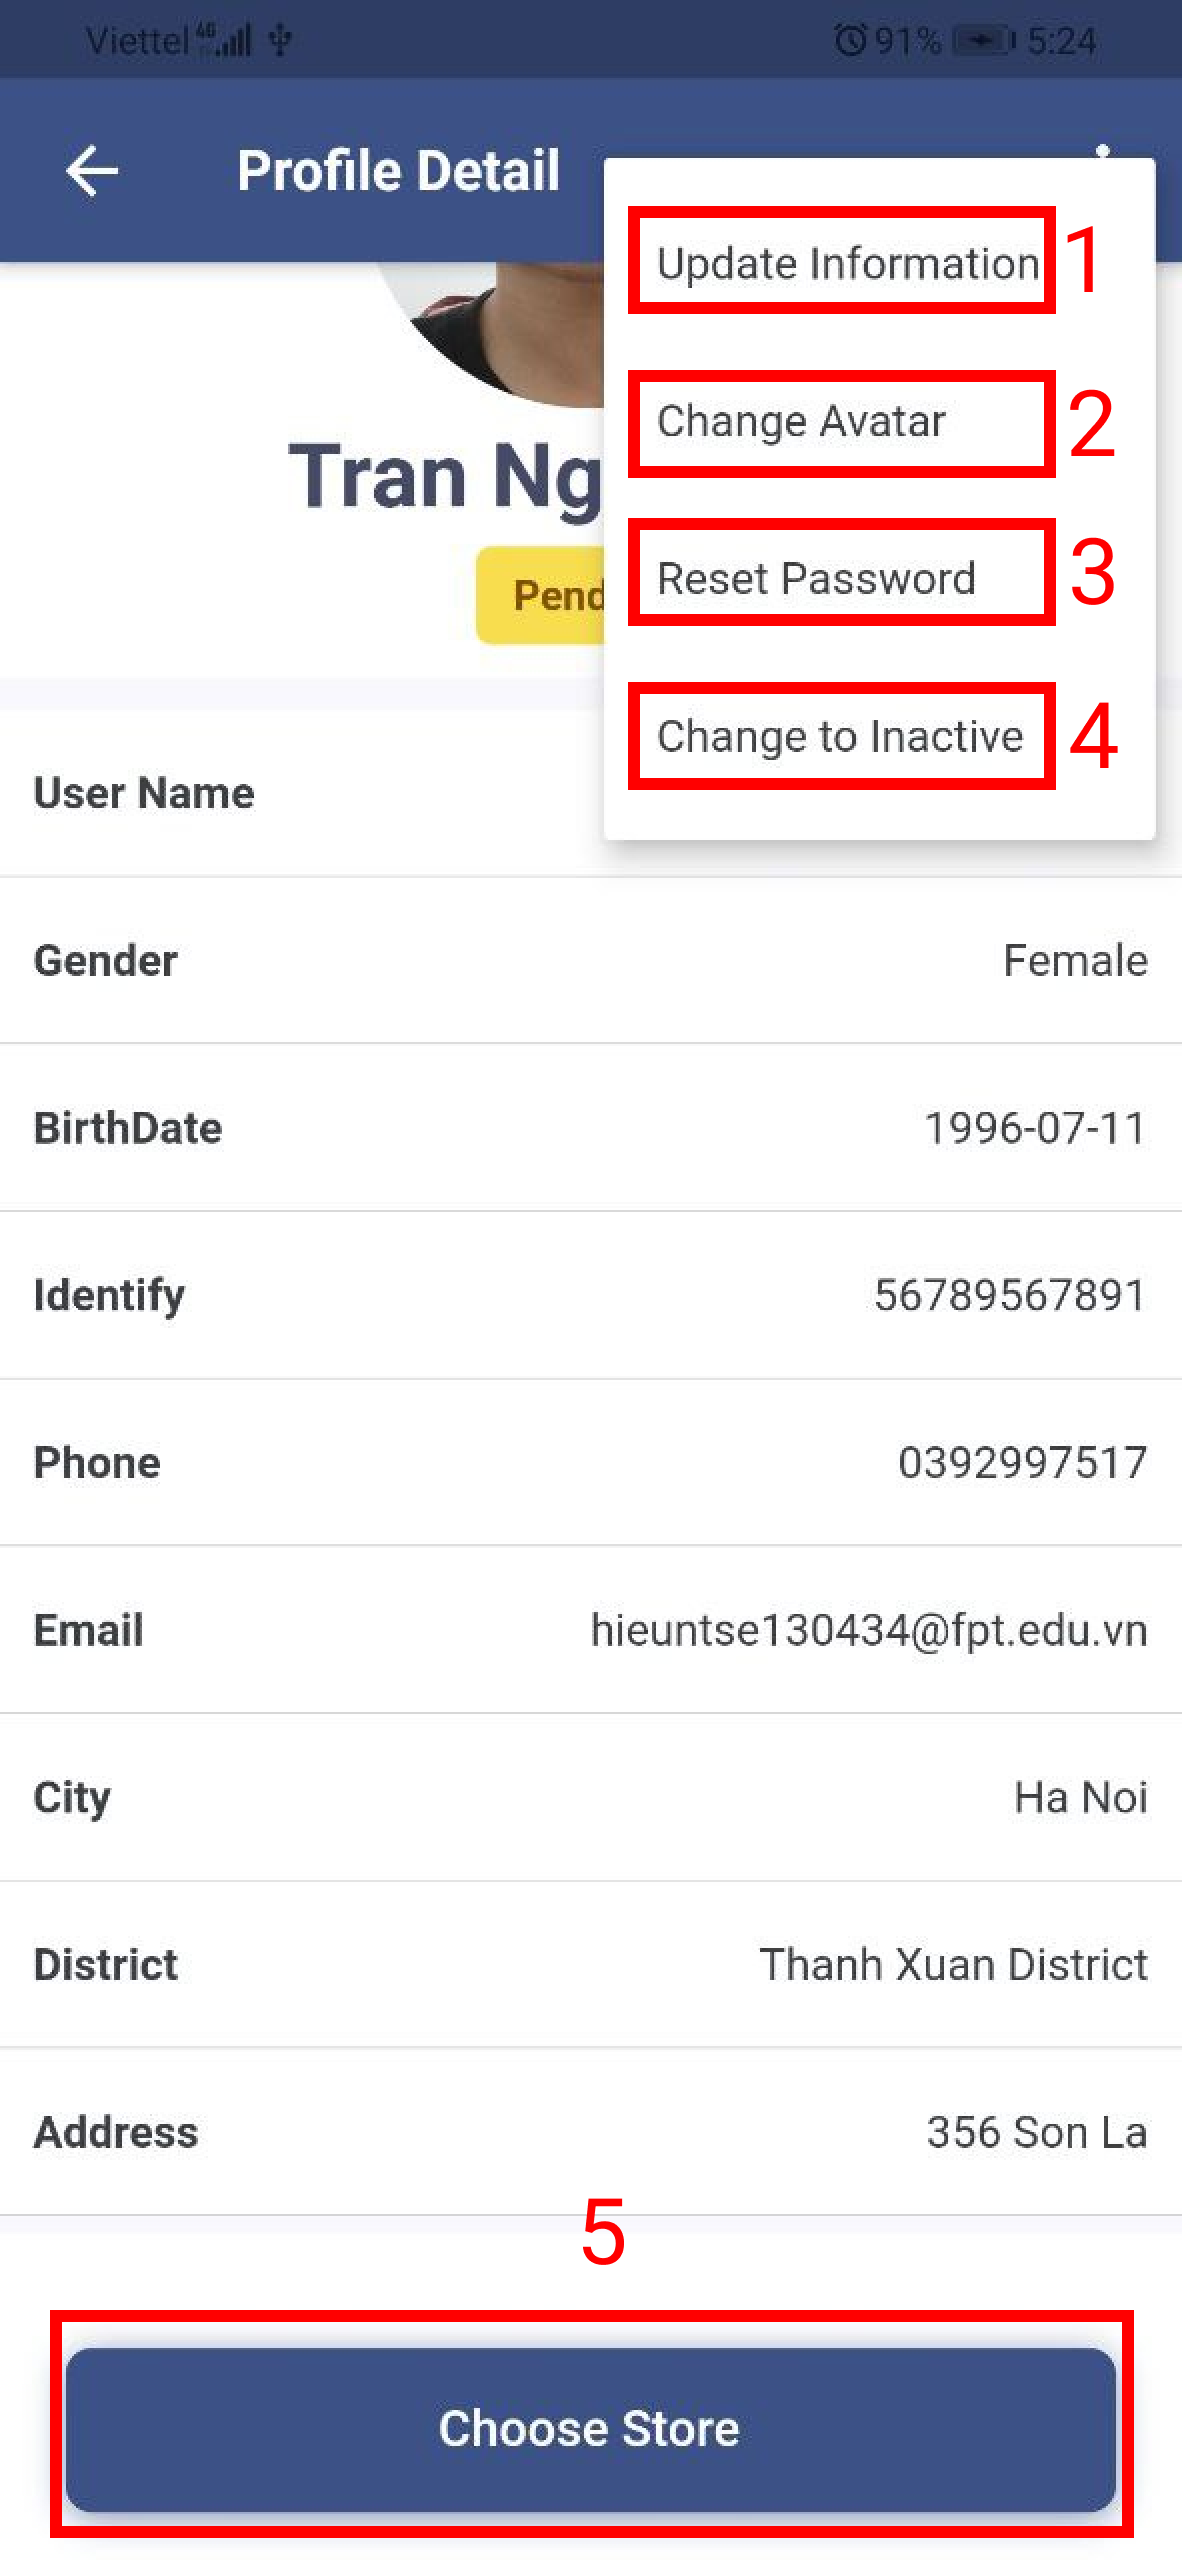 Viettel 4G 91% 5:24
Profile Detail
Update Information 1
Change Avatar 2
Tran Ng
Reset Password 3
Pend
Change to Inactive 4
User Name
Gender Female
BirthDate 1996-07-11
Identify 56789567891
Phone 0392997517
Email hieuntse130434@fpt.edu.vn
City Ha Noi
District Thanh Xuan District
Address 356 Son La
5
Choose Store